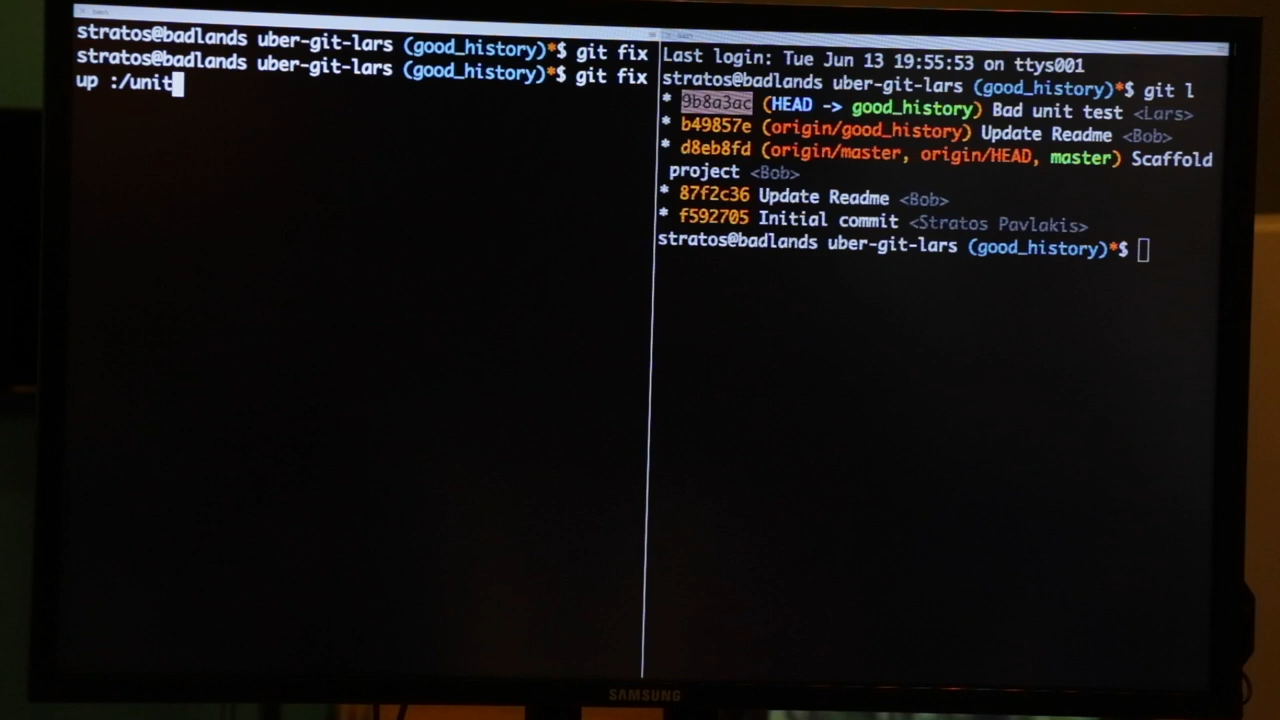 stratos@badlands uber-git-lars (good_history)*$ git fix
stratos@badlands uber-git-lars (good_history)*$ git fix
up :/unit
Last login: Tue Jun 13 19:55:53 on ttys001
stratos@badlands uber-git-lars (good_history)*$ git l
* 9b8a3ac (HEAD -> good_history) Bad unit test <Lars>
* b49857e (origin/good_history) Update Readme <Bob>
* d8eb8fd (origin/master, origin/HEAD, master) Scaffold
project <Bob>
* 87f2c36 Update Readme <Bob>
* f592705 Initial commit <Stratos Pavlakis>
stratos@badlands uber-git-lars (good_history)*$
SAMSUNG